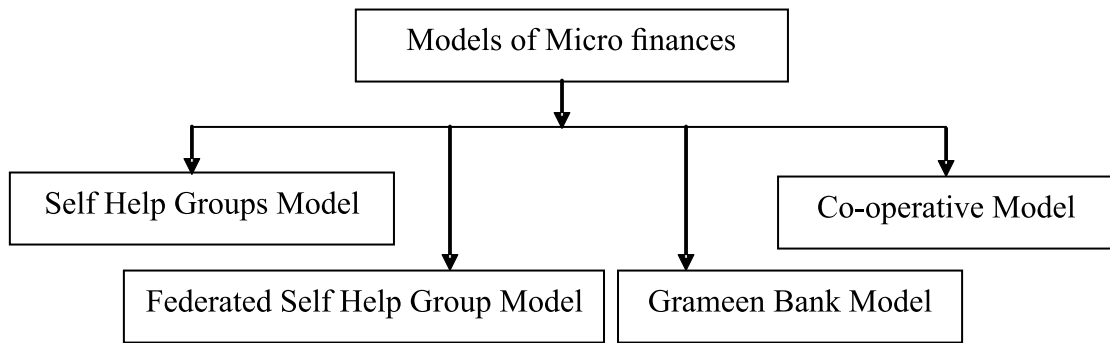 Models of Micro finances
Self Help Groups Model
Co-operative Model
Federated Self Help Group Model
Grameen Bank Model